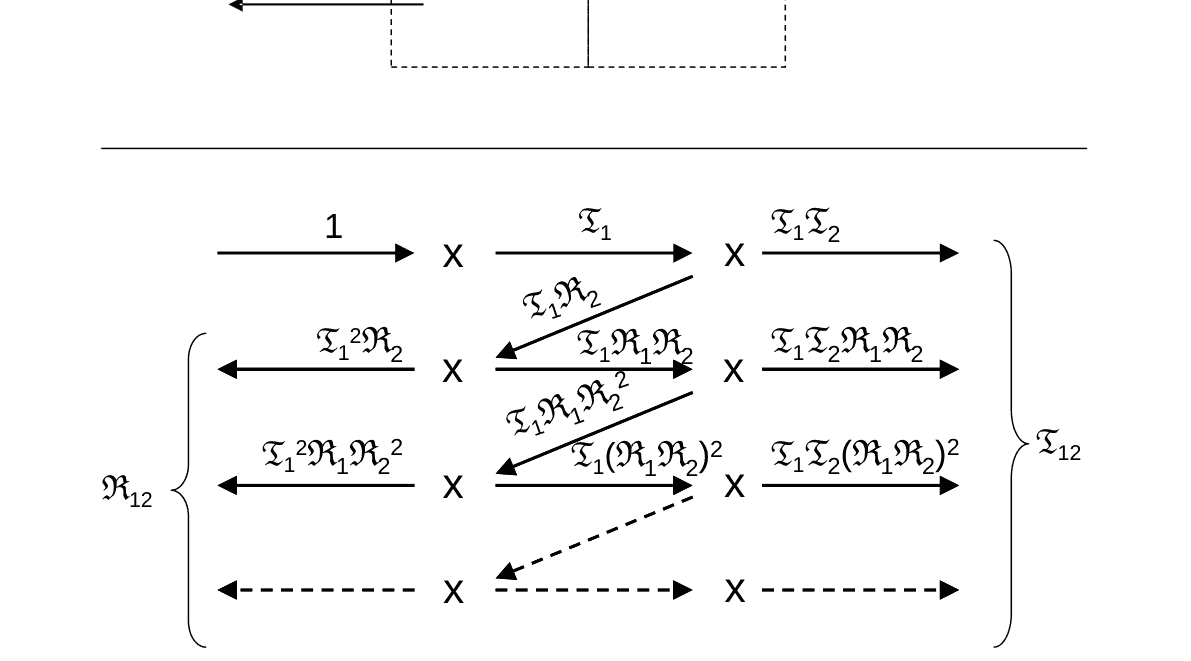 1
𝔗₁
𝔗₁𝔗₂
x x
𝔗₁ℜ₂
𝔗₁²ℜ₂
𝔗₁ℜ₁ℜ₂
𝔗₁𝔗₂ℜ₁ℜ₂
x x
𝔗₁ℜ₁ℜ₂²
𝔗₁²ℜ₁ℜ₂²
𝔗₁(ℜ₁ℜ₂)²
𝔗₁𝔗₂(ℜ₁ℜ₂)²
𝔗₁₂
ℜ₁₂
x x
x x